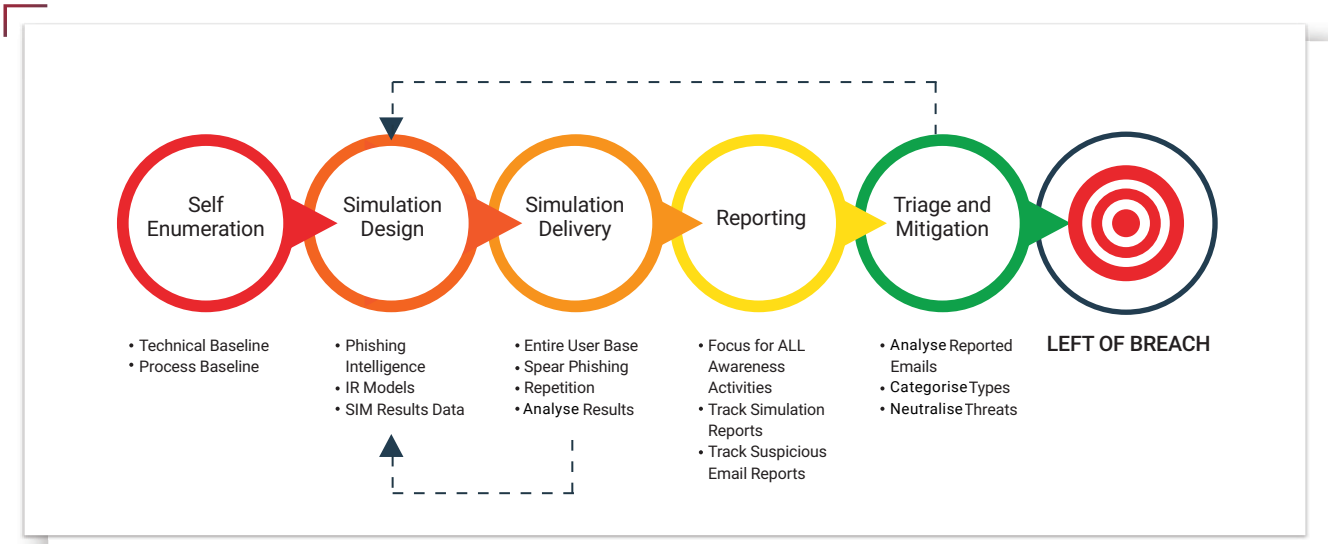 Self
Enumeration
Simulation
Design
Simulation
Delivery
Reporting
Triage and
Mitigation
• Technical Baseline
• Process Baseline
• Phishing
Intelligence
• IR Models
• SIM Results Data
• Entire User Base
• Spear Phishing
• Repetition
• Analyse Results
• Focus for ALL
Awareness
Activities
• Track Simulation
Reports
• Track Suspicious
Email Reports
• Analyse Reported
Emails
• Categorise Types
• Neutralise Threats
LEFT OF BREACH